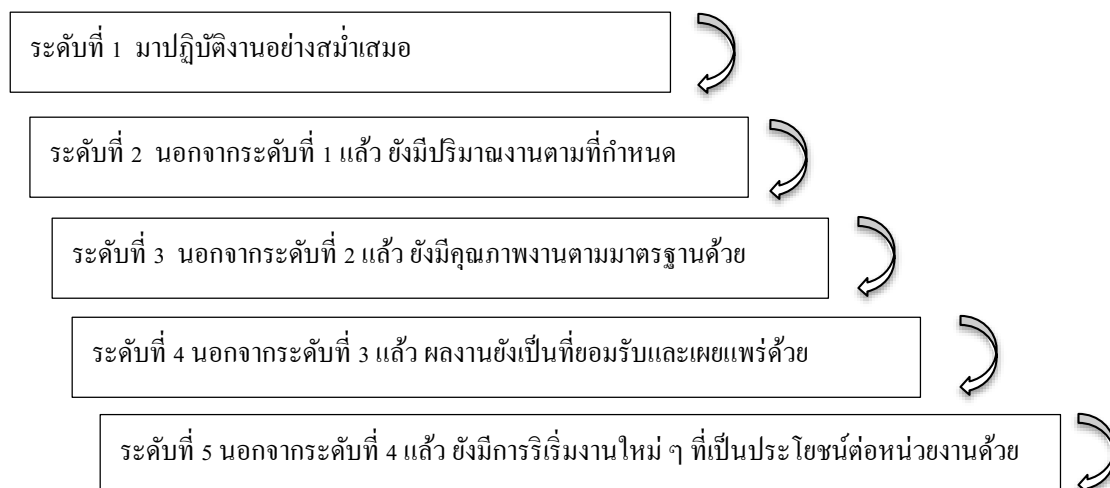 ระดับที่ 1 มาปฏิบัติงานอย่างสม่ำเสมอ
ระดับที่ 2 นอกจากระดับที่ 1 แล้ว ยังมีปริมาณงานตามที่กำหนด
ระดับที่ 3 นอกจากระดับที่ 2 แล้ว ยังมีคุณภาพงานตามมาตรฐานด้วย
ระดับที่ 4 นอกจากระดับที่ 3 แล้ว ผลงานยังเป็นที่ยอมรับและเผยแพร่ด้วย
ระดับที่ 5 นอกจากระดับที่ 4 แล้ว ยังมีการริเริ่มงานใหม่ ๆ ที่เป็นประโยชน์ต่อหน่วยงานด้วย